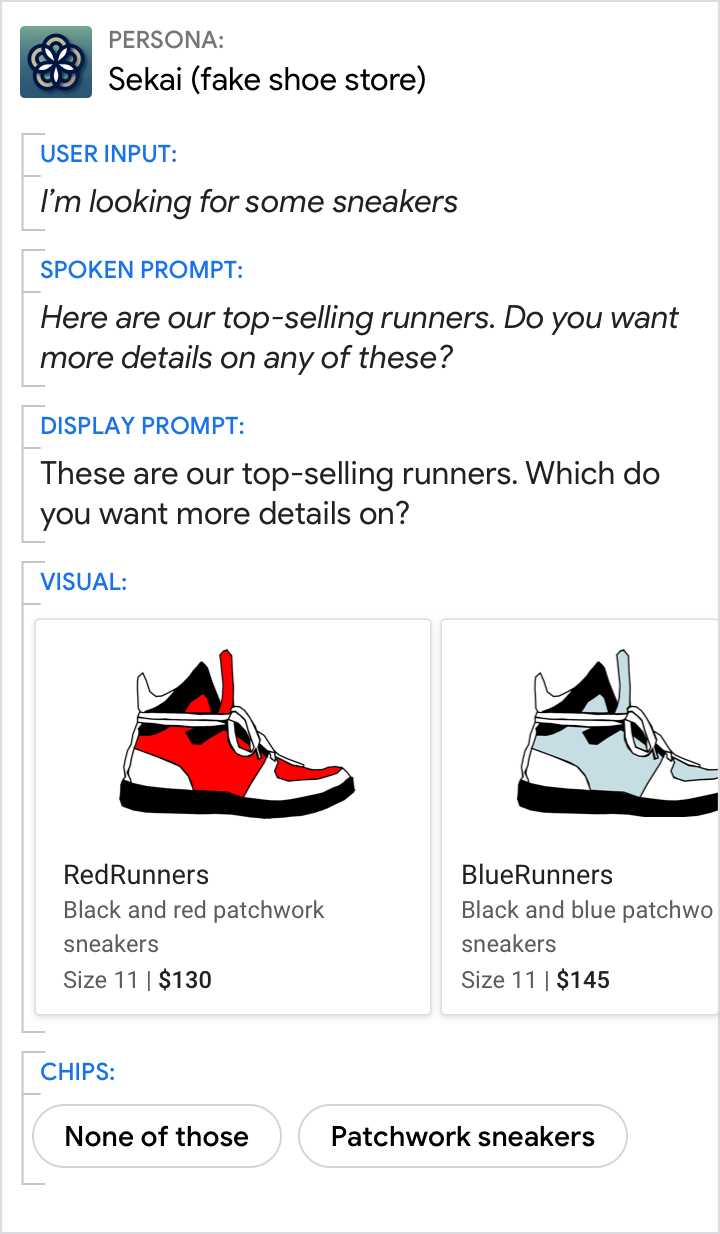 PERSONA:
Sekai (fake shoe store)
USER INPUT:
I’m looking for some sneakers
SPOKEN PROMPT:
Here are our top-selling runners. Do you want
more details on any of these?
DISPLAY PROMPT:
These are our top-selling runners. Which do
you want more details on?
VISUAL:
RedRunners
Black and red patchwork
sneakers
Size 11 | $130
BlueRunners
Black and blue patchwo
sneakers
Size 11 | $145
CHIPS:
None of those
Patchwork sneakers